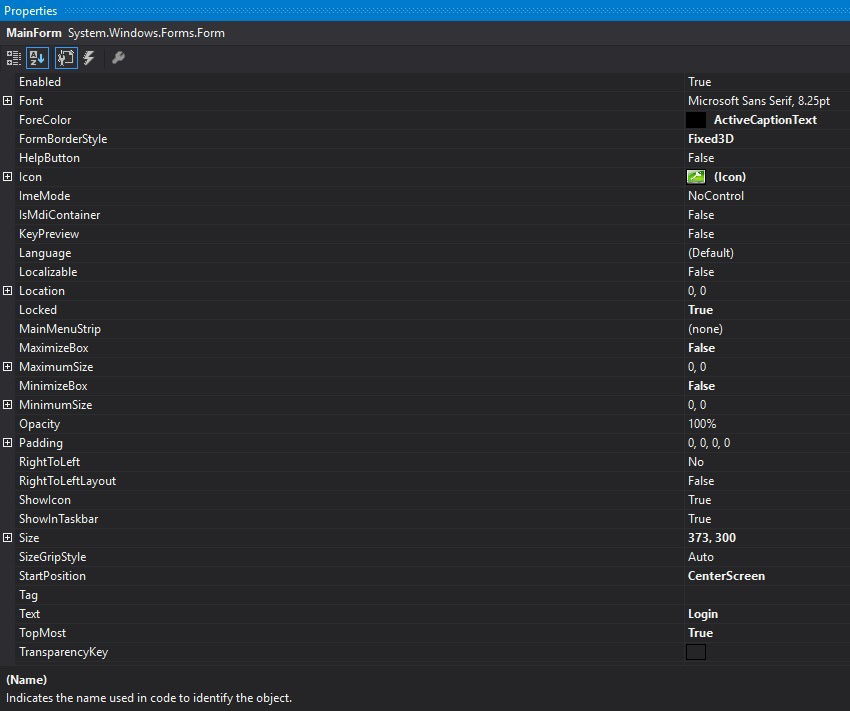 Properties
MainForm System.Windows.Forms.Form
Enabled True
Font Microsoft Sans Serif, 8.25pt
ForeColor ActiveCaptionText
FormBorderStyle Fixed3D
HelpButton False
Icon (Icon)
ImeMode NoControl
IsMdiContainer False
KeyPreview False
Language (Default)
Localizable False
Location 0, 0
Locked True
MainMenuStrip (none)
MaximizeBox False
MaximumSize 0, 0
MinimizeBox False
MinimumSize 0, 0
Opacity 100%
Padding 0, 0, 0, 0
RightToLeft No
RightToLeftLayout False
ShowIcon True
ShowInTaskbar True
Size 373, 300
SizeGripStyle Auto
StartPosition CenterScreen
Tag
Text Login
TopMost True
TransparencyKey
(Name)
Indicates the name used in code to identify the object.